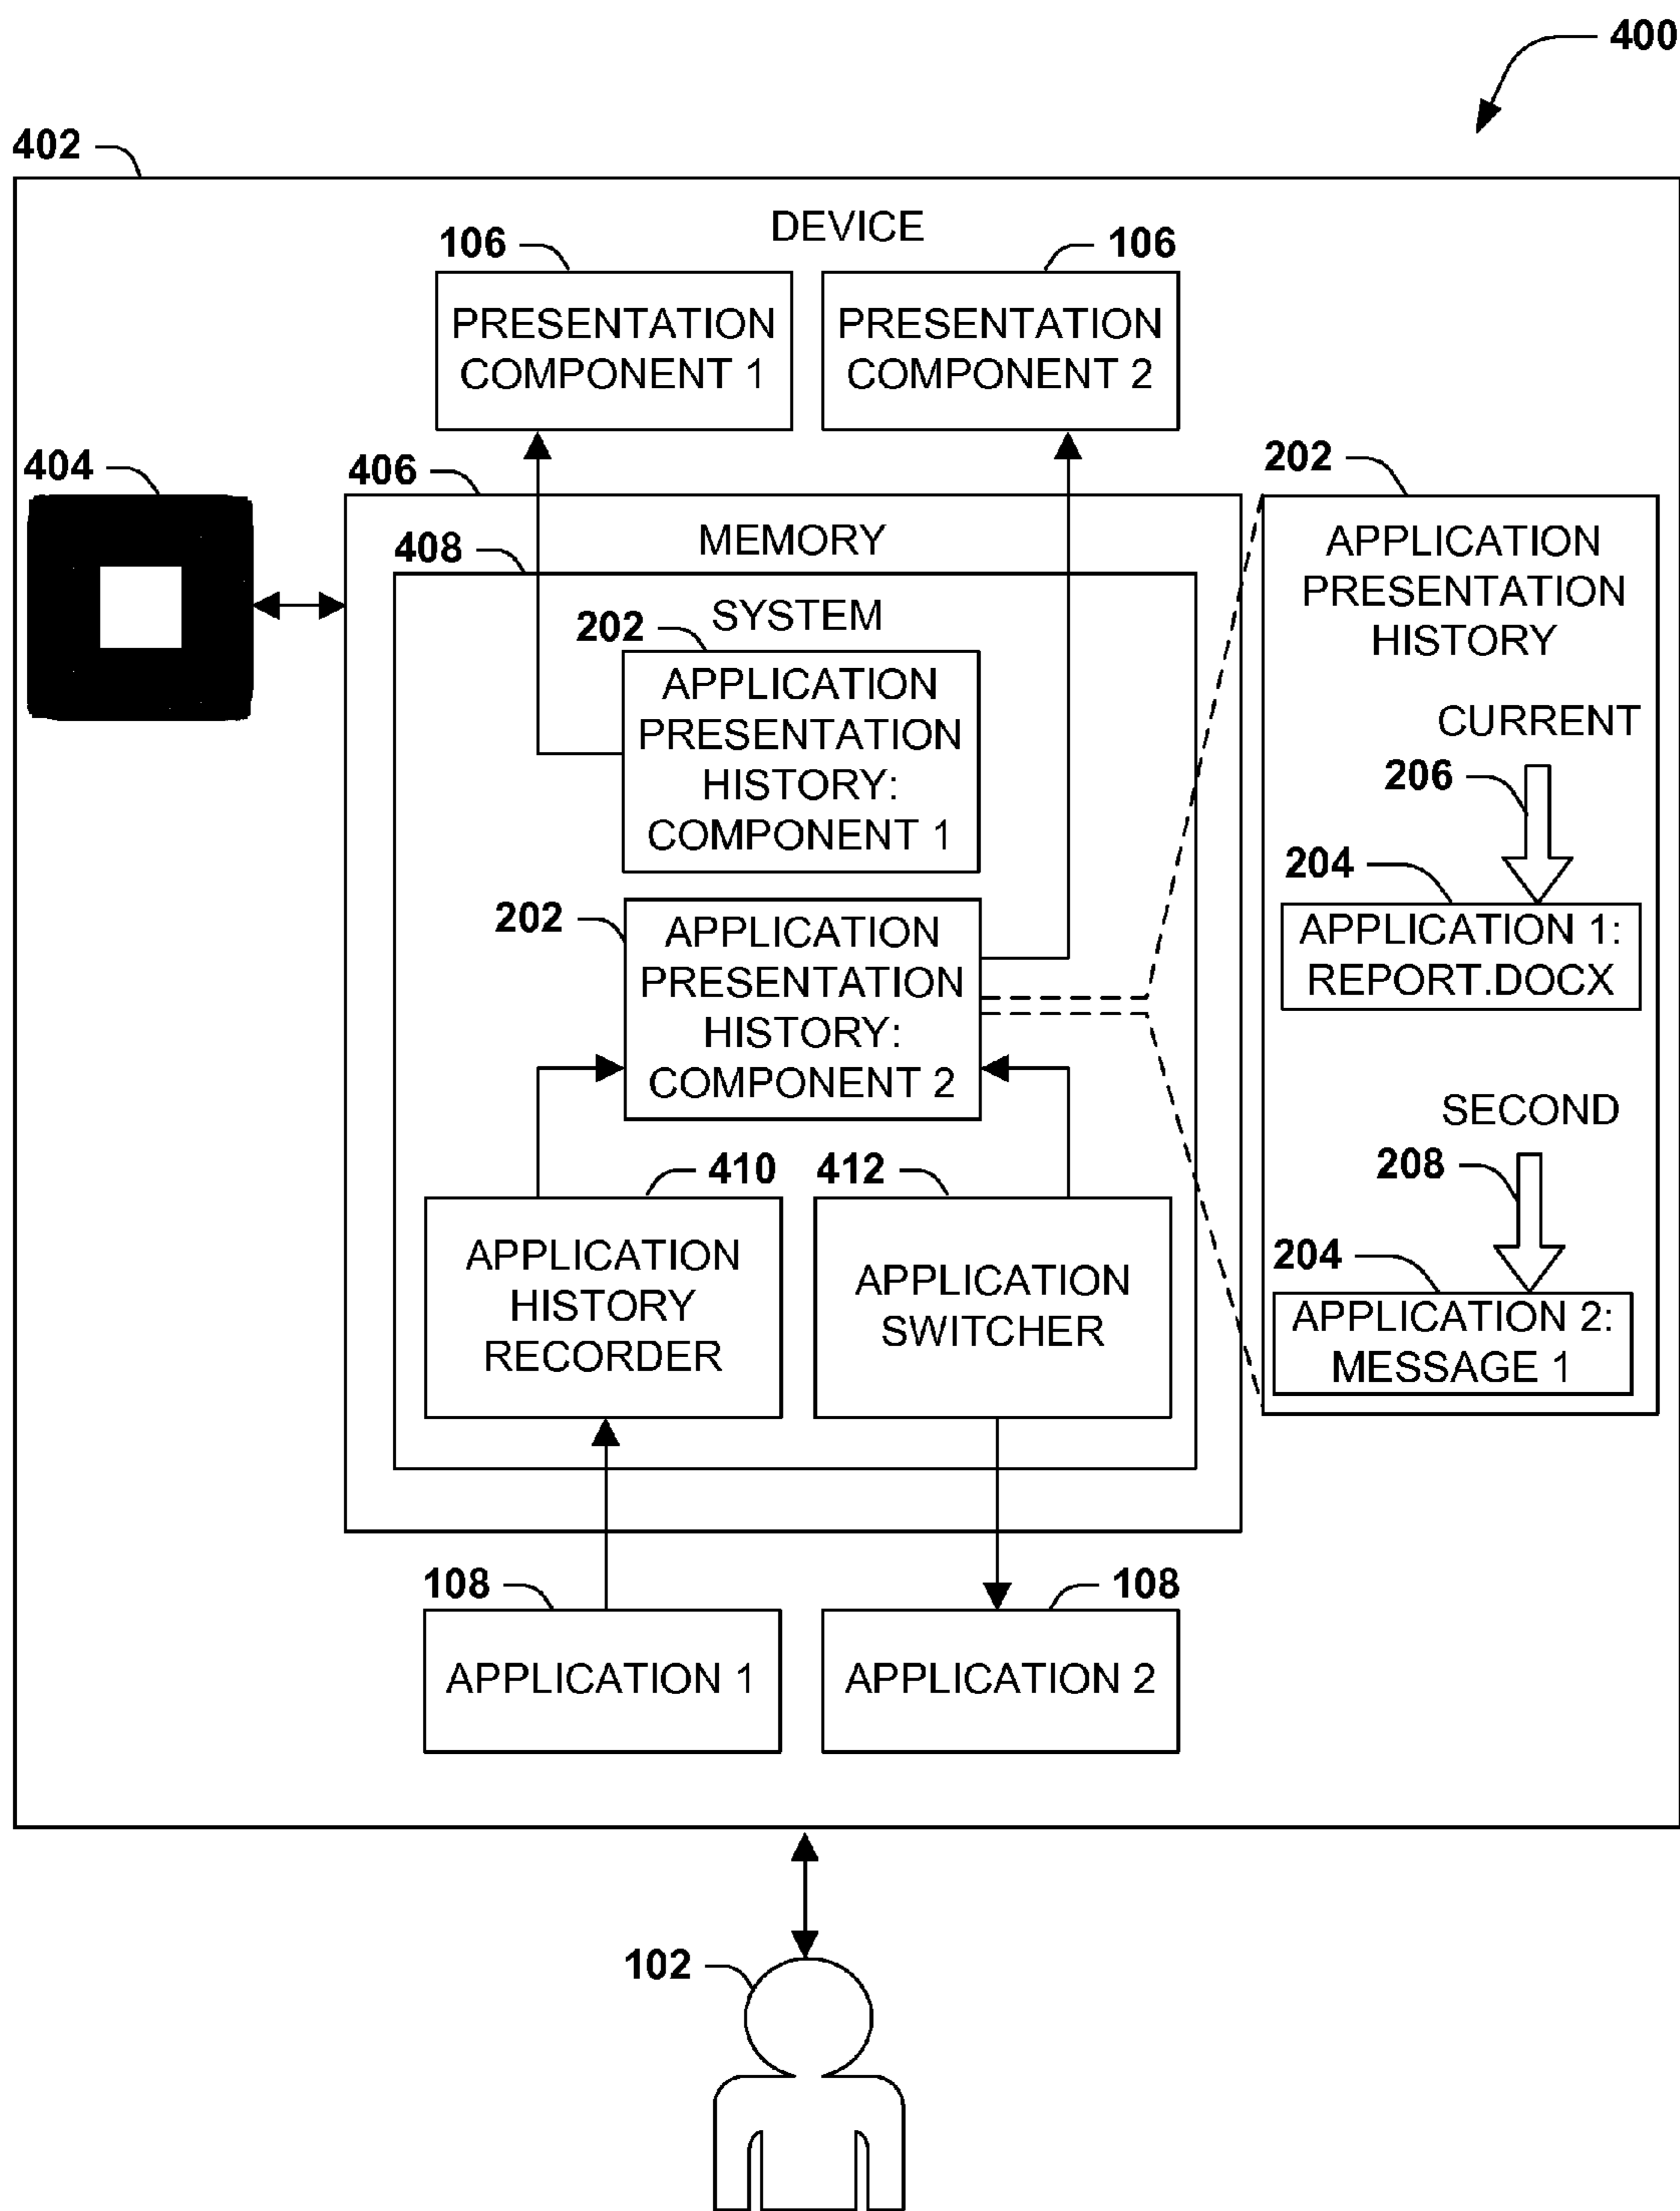 400
402
DEVICE
106
106
PRESENTATION
COMPONENT 1
PRESENTATION
COMPONENT 2
404
406
MEMORY
408
SYSTEM
202
APPLICATION
PRESENTATION
HISTORY:
COMPONENT 1
202
APPLICATION
PRESENTATION
HISTORY:
COMPONENT 2
410
APPLICATION
HISTORY
RECORDER
412
APPLICATION
SWITCHER
202
APPLICATION
PRESENTATION
HISTORY
CURRENT
206
204
APPLICATION 1:
REPORT.DOCX
SECOND
208
204
APPLICATION 2:
MESSAGE 1
108
APPLICATION 1
108
APPLICATION 2
102